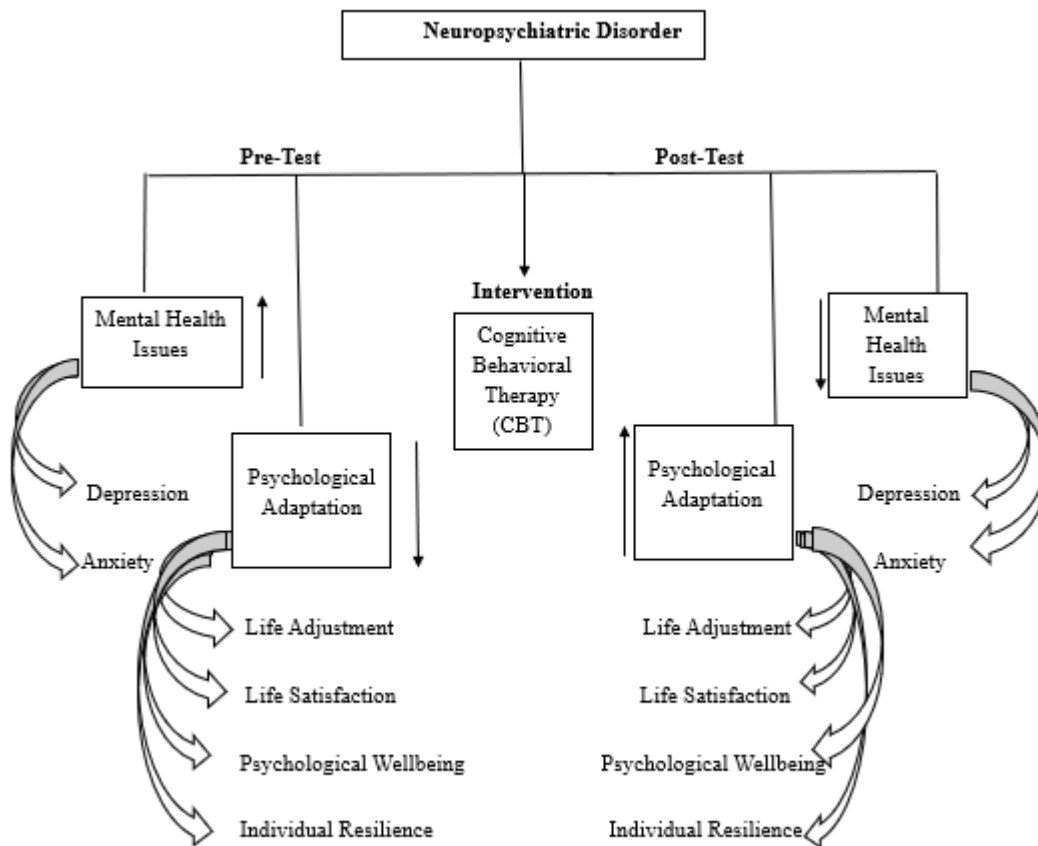 Neuropsychiatric Disorder
Pre-Test
Post-Test
Mental Health
Issues
Intervention
Cognitive
Behavioral
Therapy
(CBT)
Mental
Health
Issues
Psychological
Adaptation
Psychological
Adaptation
Depression
Anxiety
Depression
Anxiety
Life Adjustment
Life Satisfaction
Psychological Wellbeing
Individual Resilience
Life Adjustment
Life Satisfaction
Psychological Wellbeing
Individual Resilience